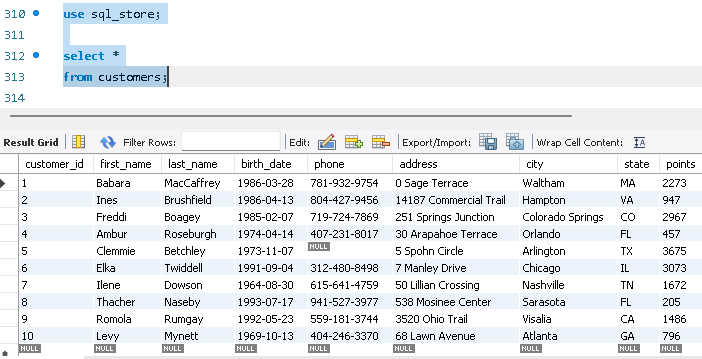 310 use sql_store;
311
312 select *
313 from customers;
314
Result Grid Filter Rows: Edit: Export/Import: Wrap Cell Content:
customer_id first_name last_name birth_date phone address city state points
1 Babara MacCaffrey 1986-03-28 781-932-9754 0 Sage Terrace Waltham MA 2273
2 Ines Brushfield 1986-04-13 804-427-9456 14187 Commercial Trail Hampton VA 947
3 Freddi Boagey 1985-02-07 719-724-7869 251 Springs Junction Colorado Springs CO 2967
4 Ambur Roseburgh 1974-04-14 407-231-8017 30 Arapahoe Terrace Orlando FL 457
5 Clemmie Betchley 1973-11-07 NULL 5 Spohn Circle Arlington TX 3675
6 Elka Twiddell 1991-09-04 312-480-8498 7 Manley Drive Chicago IL 3073
7 Ilene Dowson 1964-08-30 615-641-4759 50 Lillian Crossing Nashville TN 1672
8 Thacher Naseby 1993-07-17 941-527-3977 538 Mosinee Center Sarasota FL 205
9 Romola Rumgay 1992-05-23 559-181-3744 3520 Ohio Trail Visalia CA 1486
10 Levy Mynett 1969-10-13 404-246-3370 68 Lawn Avenue Atlanta GA 796
NULL NULL NULL NULL NULL NULL NULL NULL NULL